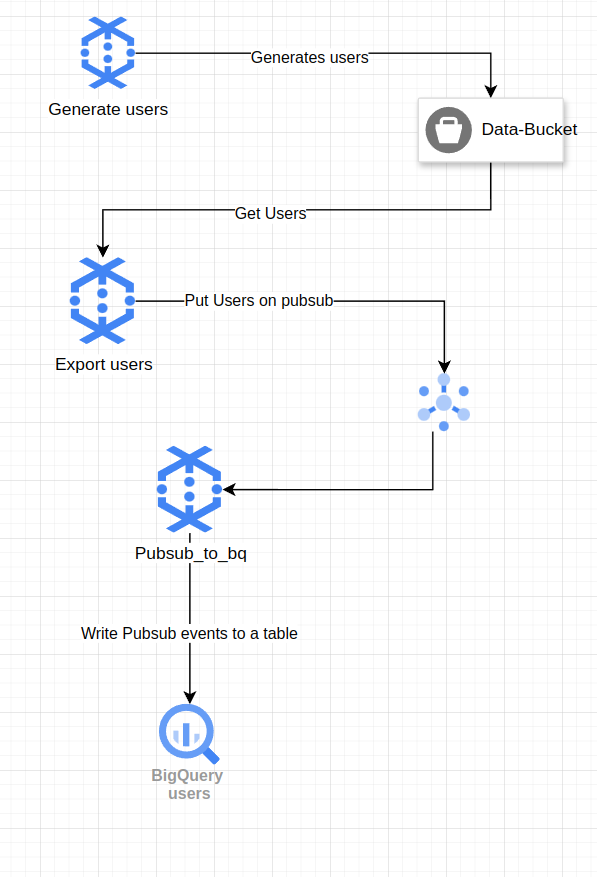 Generates users
Generate users
Data-Bucket
Get Users
Put Users on pubsub
Export users
Pubsub_to_bq
Write Pubsub events to a table
BigQuery
users